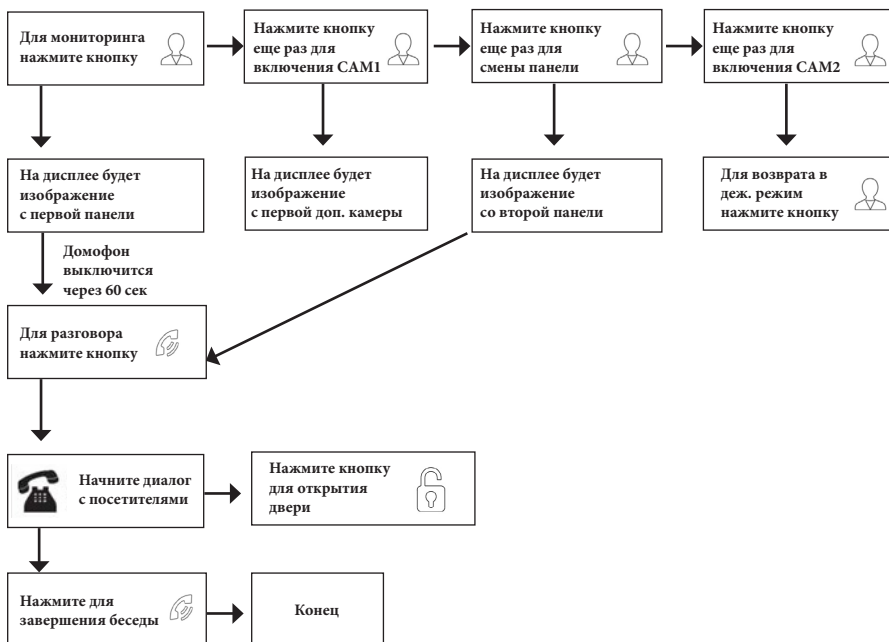 Для мониторинга
нажмите кнопку
Нажмите кнопку
еще раз для
включения CAM1
Нажмите кнопку
еще раз для
смены панели
Нажмите кнопку
еще раз для
включения CAM2
На дисплее будет
изображение
с первой панели
На дисплее будет
изображение
с первой доп. камеры
На дисплее будет
изображение
со второй панели
Для возврата в
деж. режим
нажмите кнопку
Домофон
выключится
через 60 сек
Для разговора
нажмите кнопку
Начните диалог
с посетителями
Нажмите кнопку
для открытия
двери
Нажмите для
завершения беседы
Конец